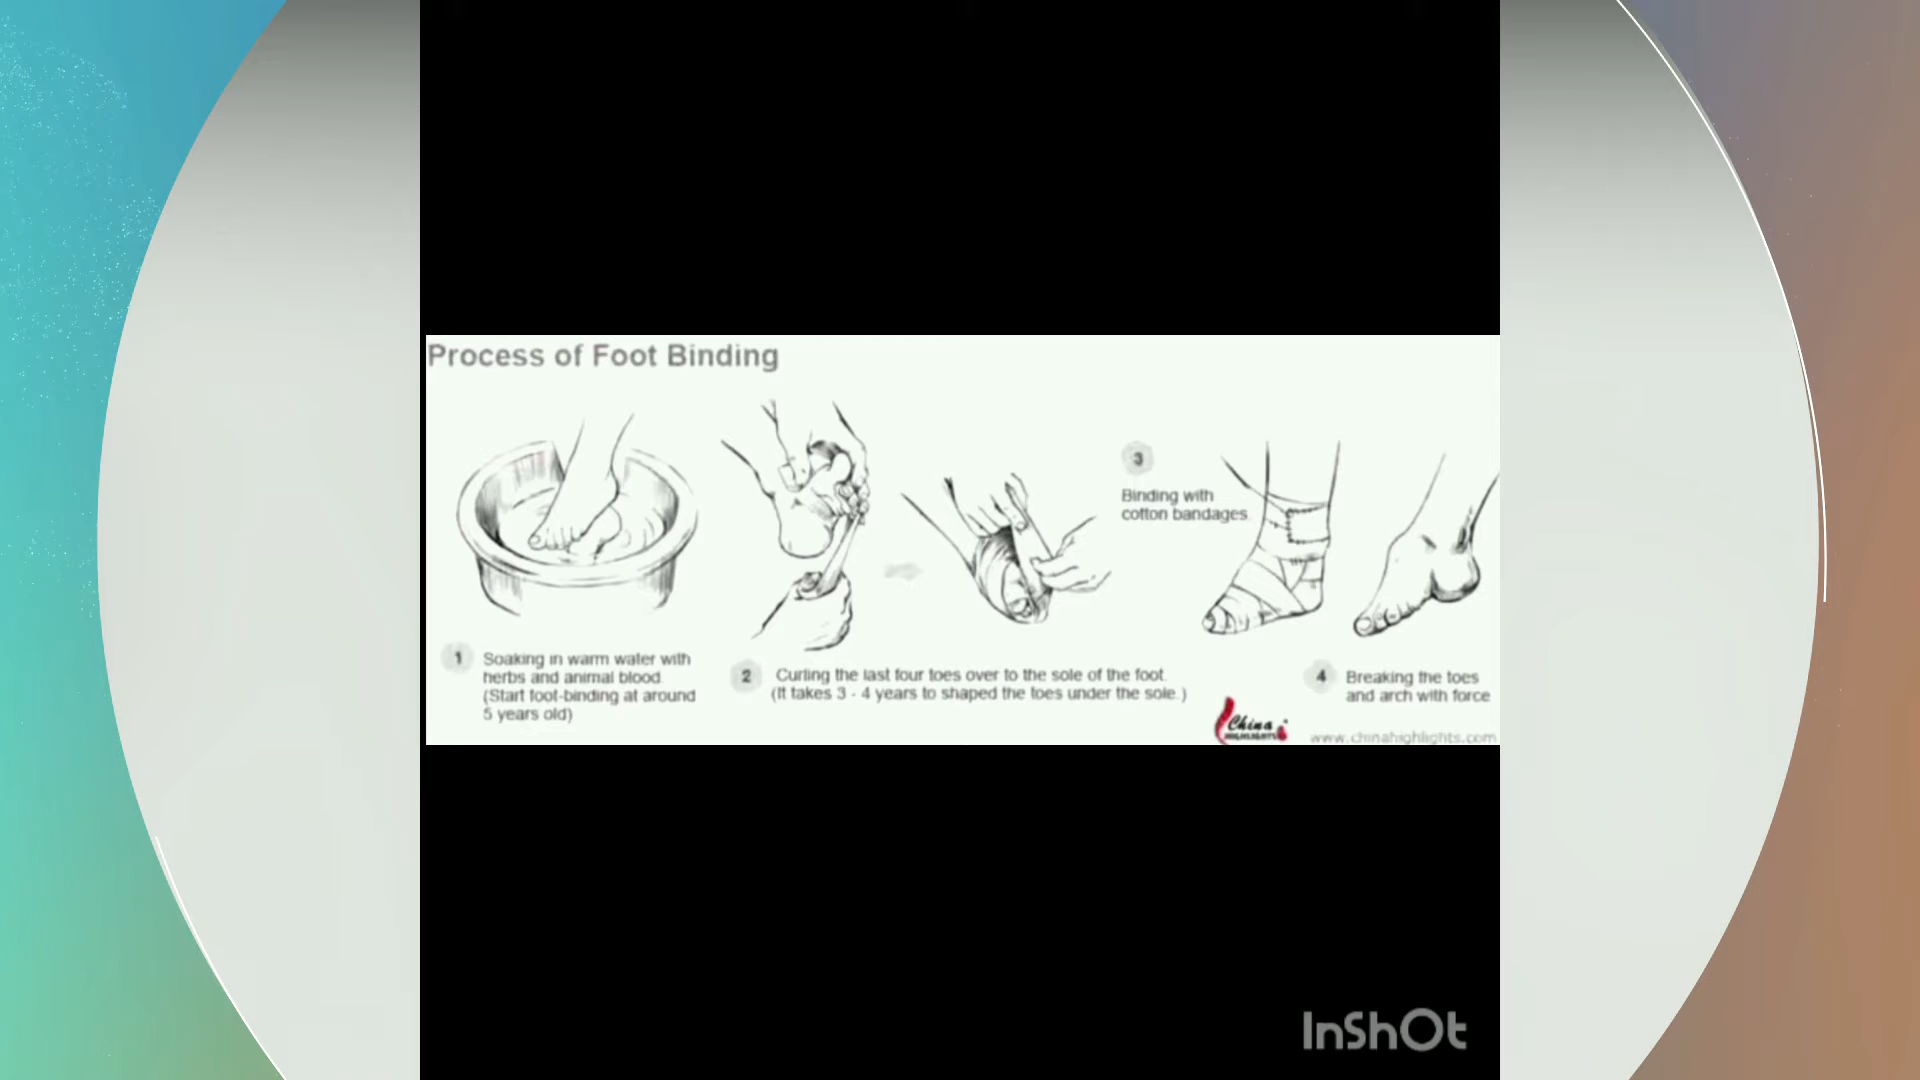 Process of Foot Binding
1
Soaking in warm water with
herbs and animal blood
(Start foot-binding at around
5 years old)
2
Curling the last four toes over to the sole of the foot.
(It takes 3 - 4 years to shaped the toes under the sole.)
3
Binding with
cotton bandages
4
Breaking the toes
and arch with force
China
HIGHLIGHTS
www.chinahighlights.com
InShOt